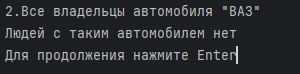 2.Все владельцы автомобиля "ВАЗ"
Людей с таким автомобилем нет
Для продолжения нажмите Enter